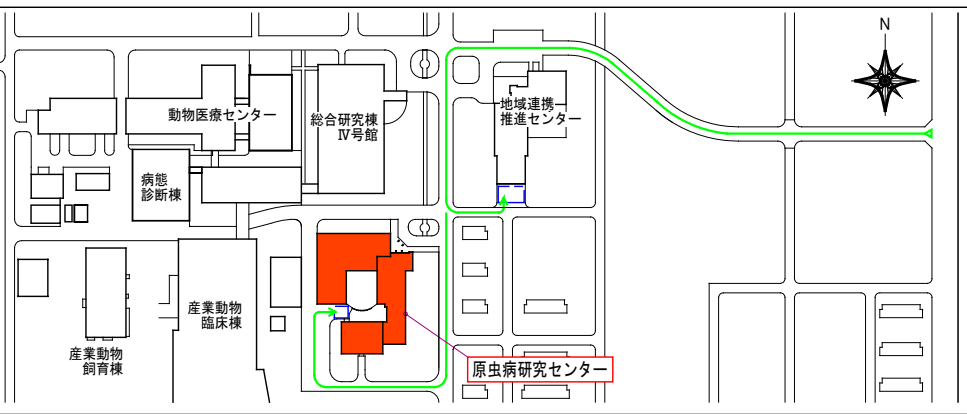 N
動物医療センター
総合研究棟
Ⅳ号館
地域連携
推進センター
病態
診断棟
産業動物
臨床棟
産業動物
飼育棟
原虫病研究センター